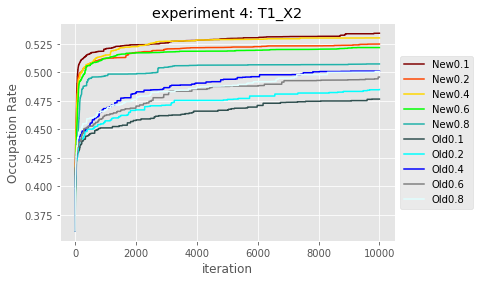 experiment 4: T1_X2
Occupation Rate
0.525
0.500
0.475
0.450
0.425
0.400
0.375
0
2000
4000
6000
8000
10000
iteration
New0.1
New0.2
New0.4
New0.6
New0.8
Old0.1
Old0.2
Old0.4
Old0.6
Old0.8